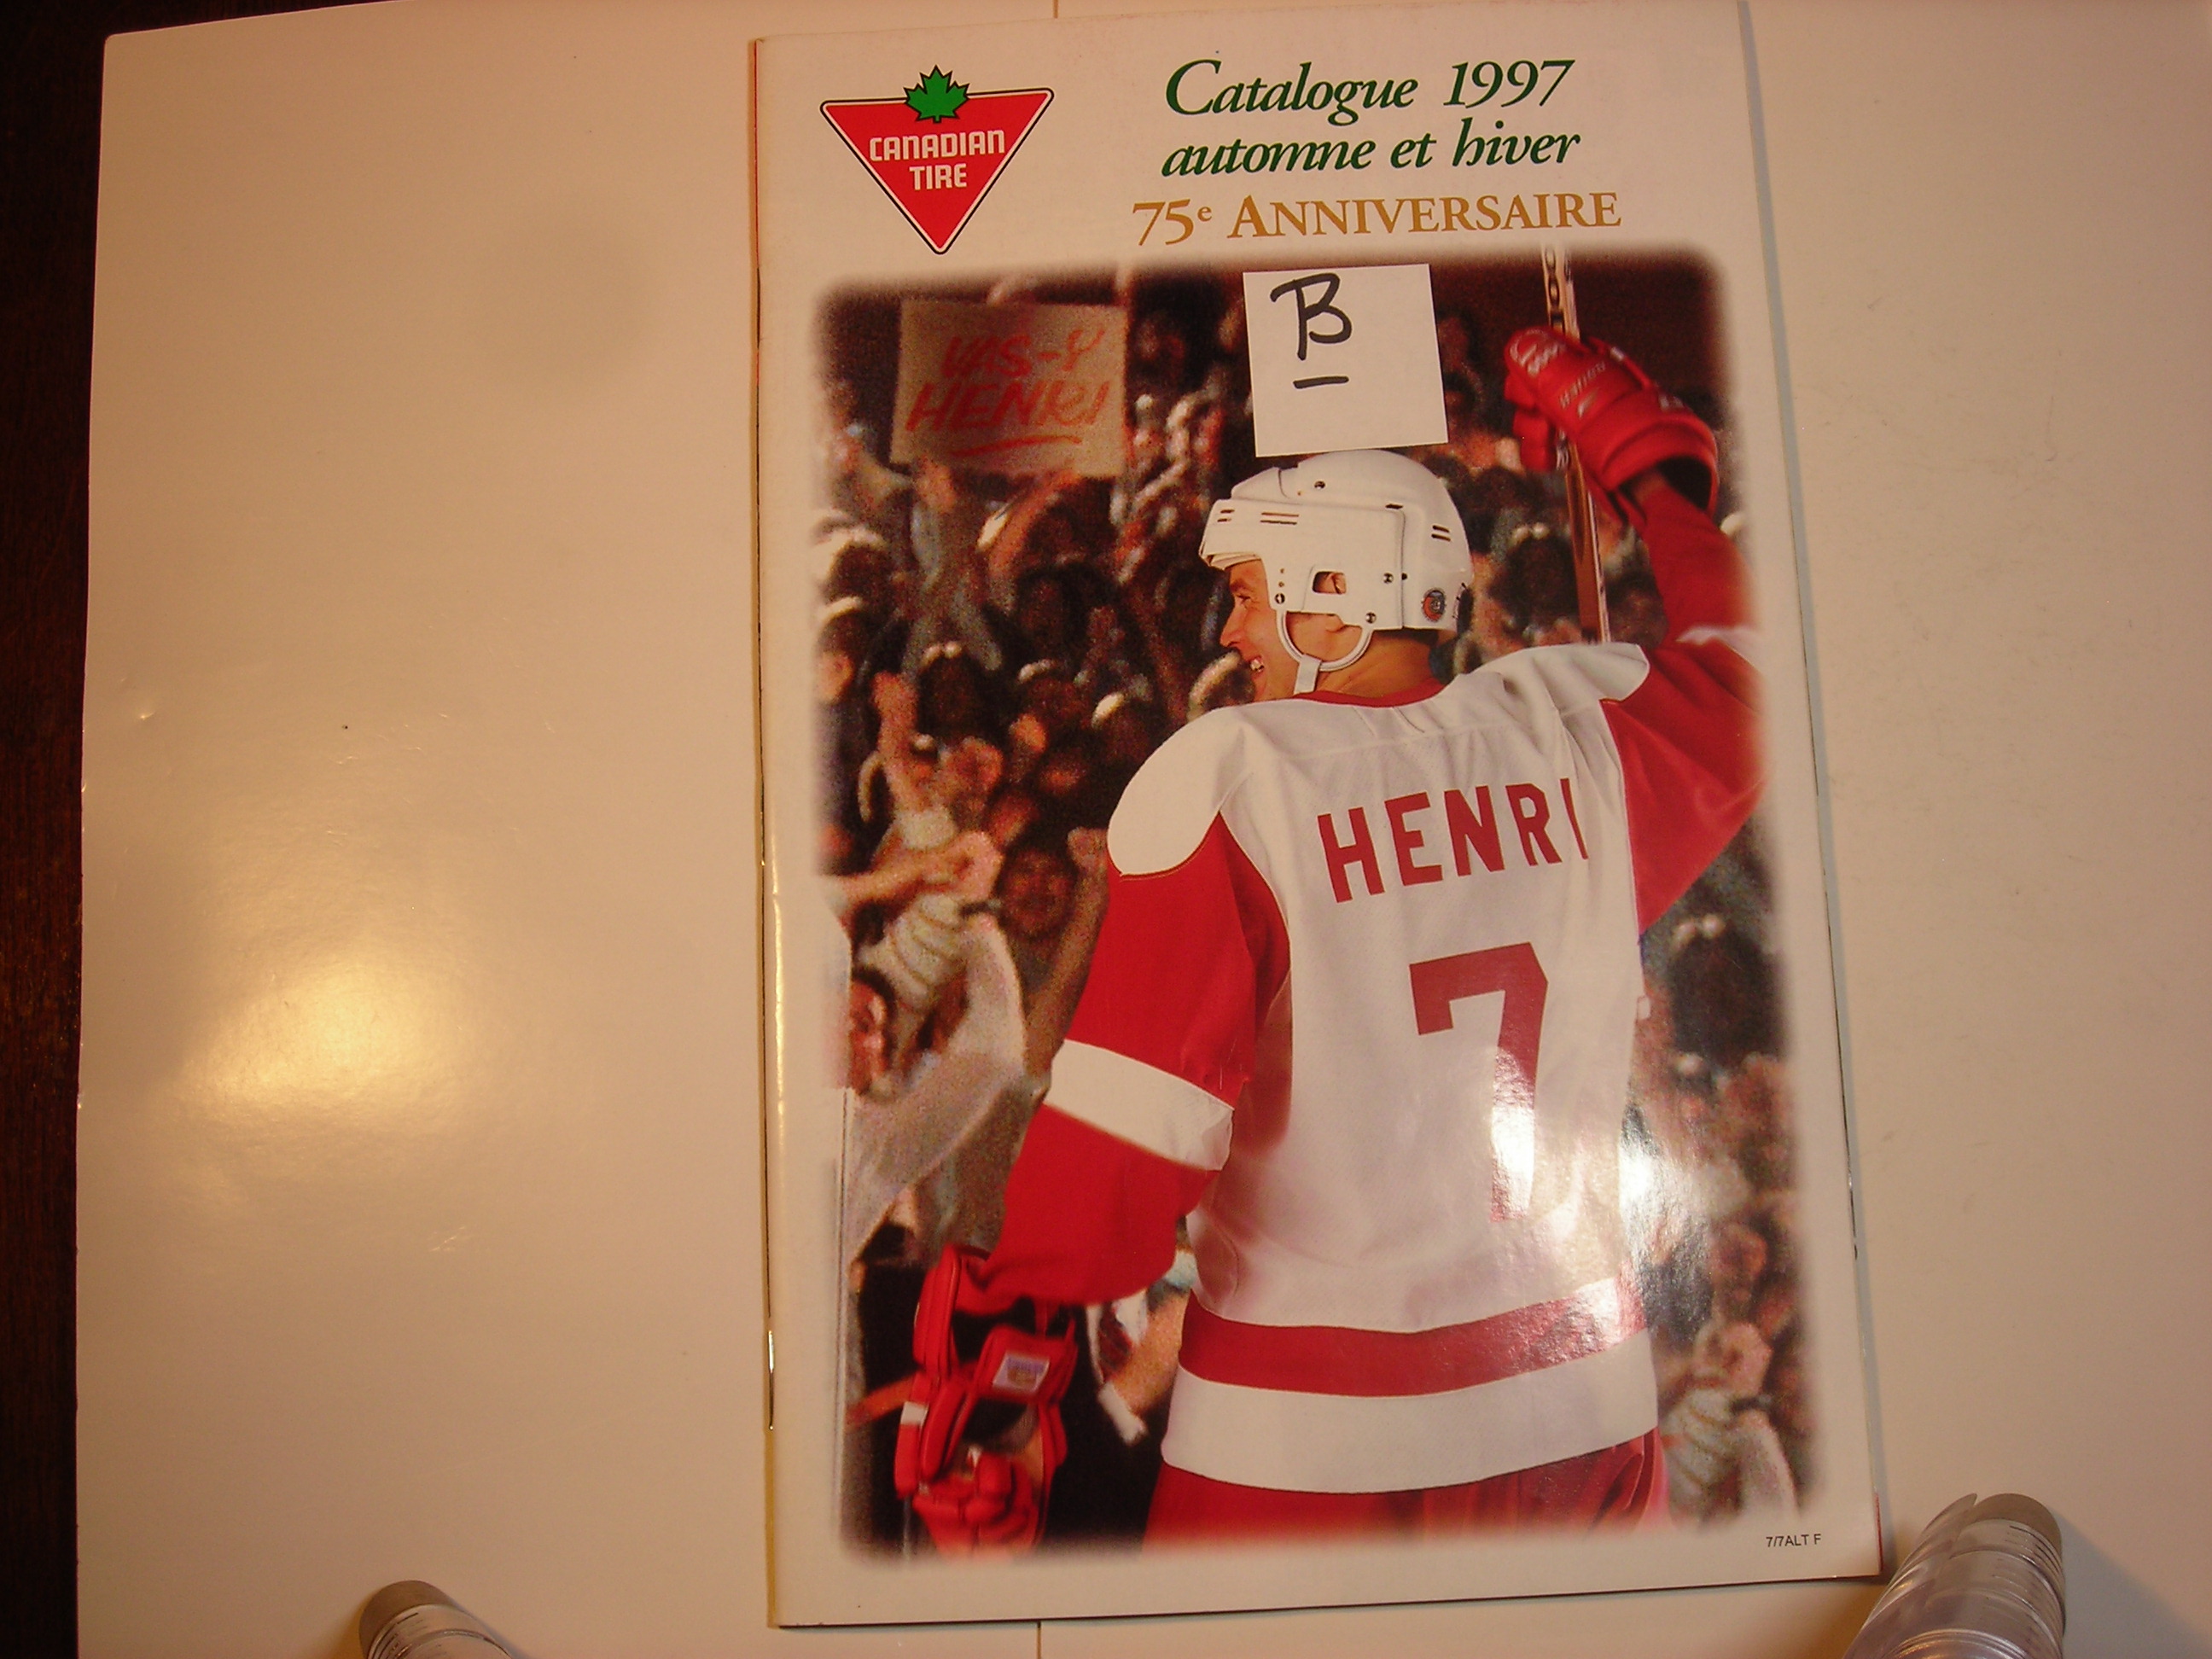 CANADIAN
TIRE
Catalogue 1997
automne et hiver
75e ANNIVERSAIRE
B
VAS-Y
HENRI
HENRI
7
7/7ALT F